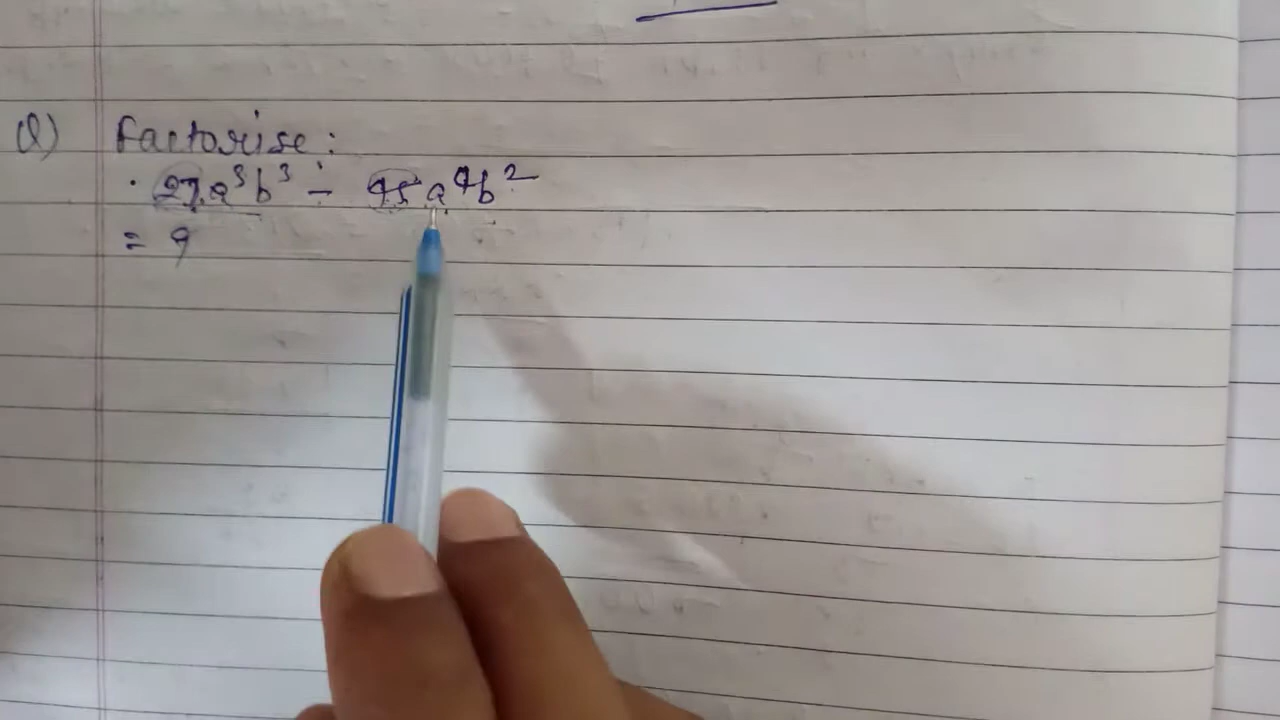 Q) Factorise:
27a³b³ - 45a⁴b²
= 9